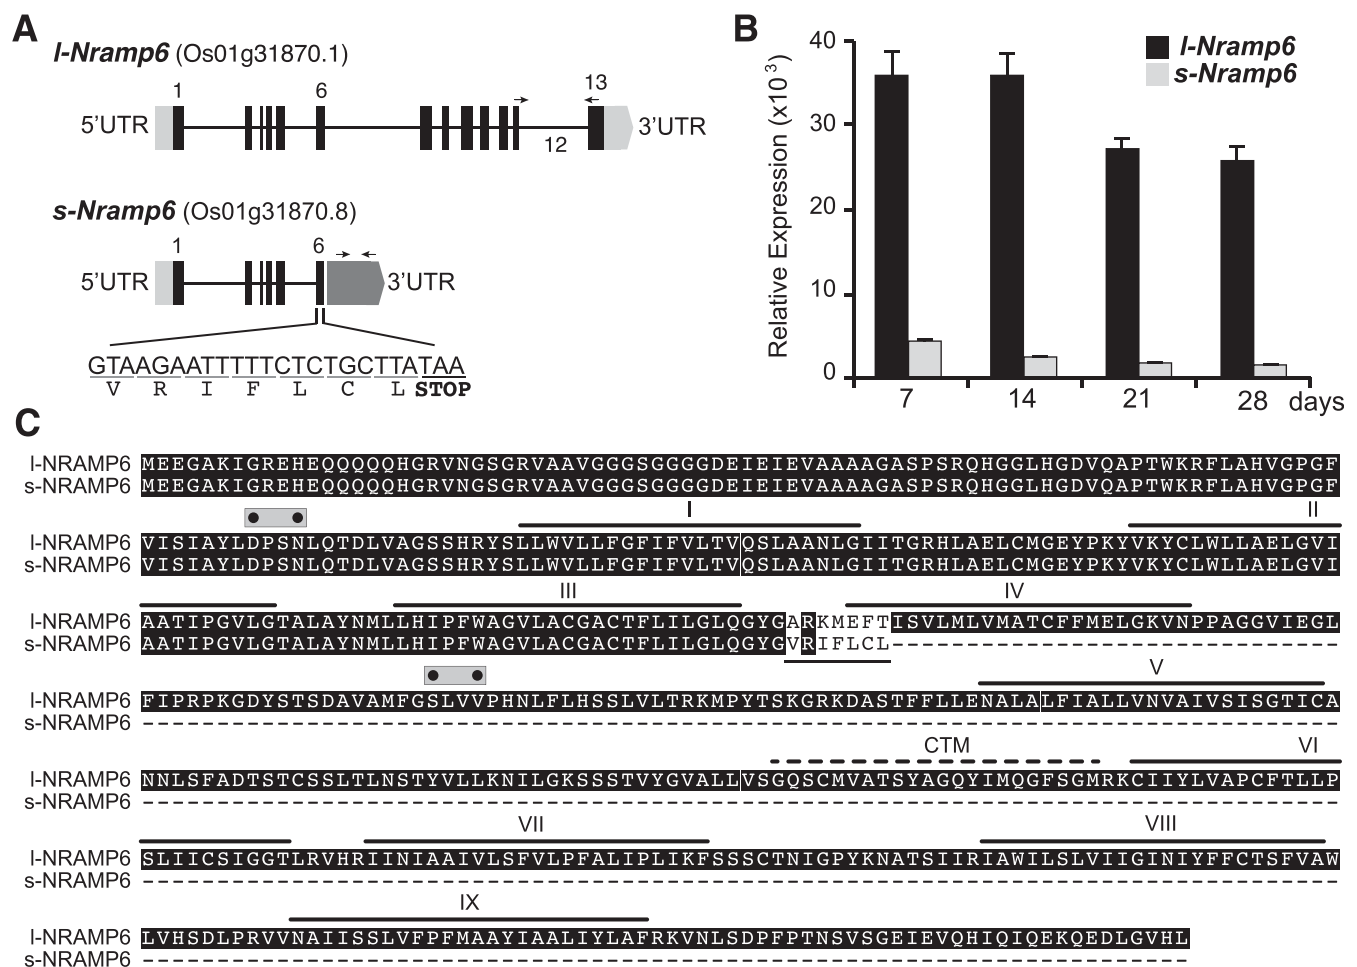 A
l-Nramp6 (Os01g31870.1)
1 6 13
5'UTR 3'UTR
12
s-Nramp6 (Os01g31870.8)
1 6
5'UTR 3'UTR
GTAAGAATTTTTCTCTGCTTATAA
V R I F L C L STOP
B
Relative Expression (x10³)
40
30
20
10
0
l-Nramp6
s-Nramp6
7 14 21 28 days
C
l-NRAMP6 MEEGAKIGREHEQQQQQHGRVNGSGRVAAVGGGSGGGGDEIEIEVAAAAGASPSRQHGGLHGDVQAPTWKRFLAHVGPGF
s-NRAMP6 MEEGAKIGREHEQQQQQHGRVNGSGRVAAVGGGSGGGGDEIEIEVAAAAGASPSRQHGGLHGDVQAPTWKRFLAHVGPGF
I II
l-NRAMP6 VISIAYLDPSNLQTDLVAGSSHRYSLLWVLLFGFIFVLTVQSLAANLGIITGRHLAELCMGEYPKYVKYCLWLLAELGVI
s-NRAMP6 VISIAYLDPSNLQTDLVAGSSHRYSLLWVLLFGFIFVLTVQSLAANLGIITGRHLAELCMGEYPKYVKYCLWLLAELGVI
III IV
l-NRAMP6 AATIPGVLGTALAYNMLLHIPFWAGVLACGACTFLILGLQGYGARKMEFTISVLMLVMATCFFMELGKVNPPAGGVIEGL
s-NRAMP6 AATIPGVLGTALAYNMLLHIPFWAGVLACGACTFLILGLQGYGVRIFLCL------------------------------
V
l-NRAMP6 FIPRPKGDYSTSDAVAMFGSLVVPHNLFLHSSLVLTRKMPYTSKGRKDASTFFLLENALALFIALLVNVAIVSISGTICA
s-NRAMP6 --------------------------------------------------------------------------------
CTM VI
l-NRAMP6 NNLSFADTSTCSSLTLNSTYVLLKNILGKSSSTVYGVALLVSGQSCMVATSYAGQYIMQGFSGMRKCIIYLVAPCFTLLP
s-NRAMP6 --------------------------------------------------------------------------------
VII VIII
l-NRAMP6 SLIICSIGGTLRVHRIINIAAIVLSFVLPFALIPLIKFSSSCTNIGPYKNATSIIRIAWILSLVIIGINIYFFCTSFVAW
s-NRAMP6 --------------------------------------------------------------------------------
IX
l-NRAMP6 LVHSDLPRVVNAIISSLVFPFMAAYIAALIYLAFRKVNLSDPFPTNSVSGEIEVQHIQIQEKQEDLGVHL
s-NRAMP6 ----------------------------------------------------------------------